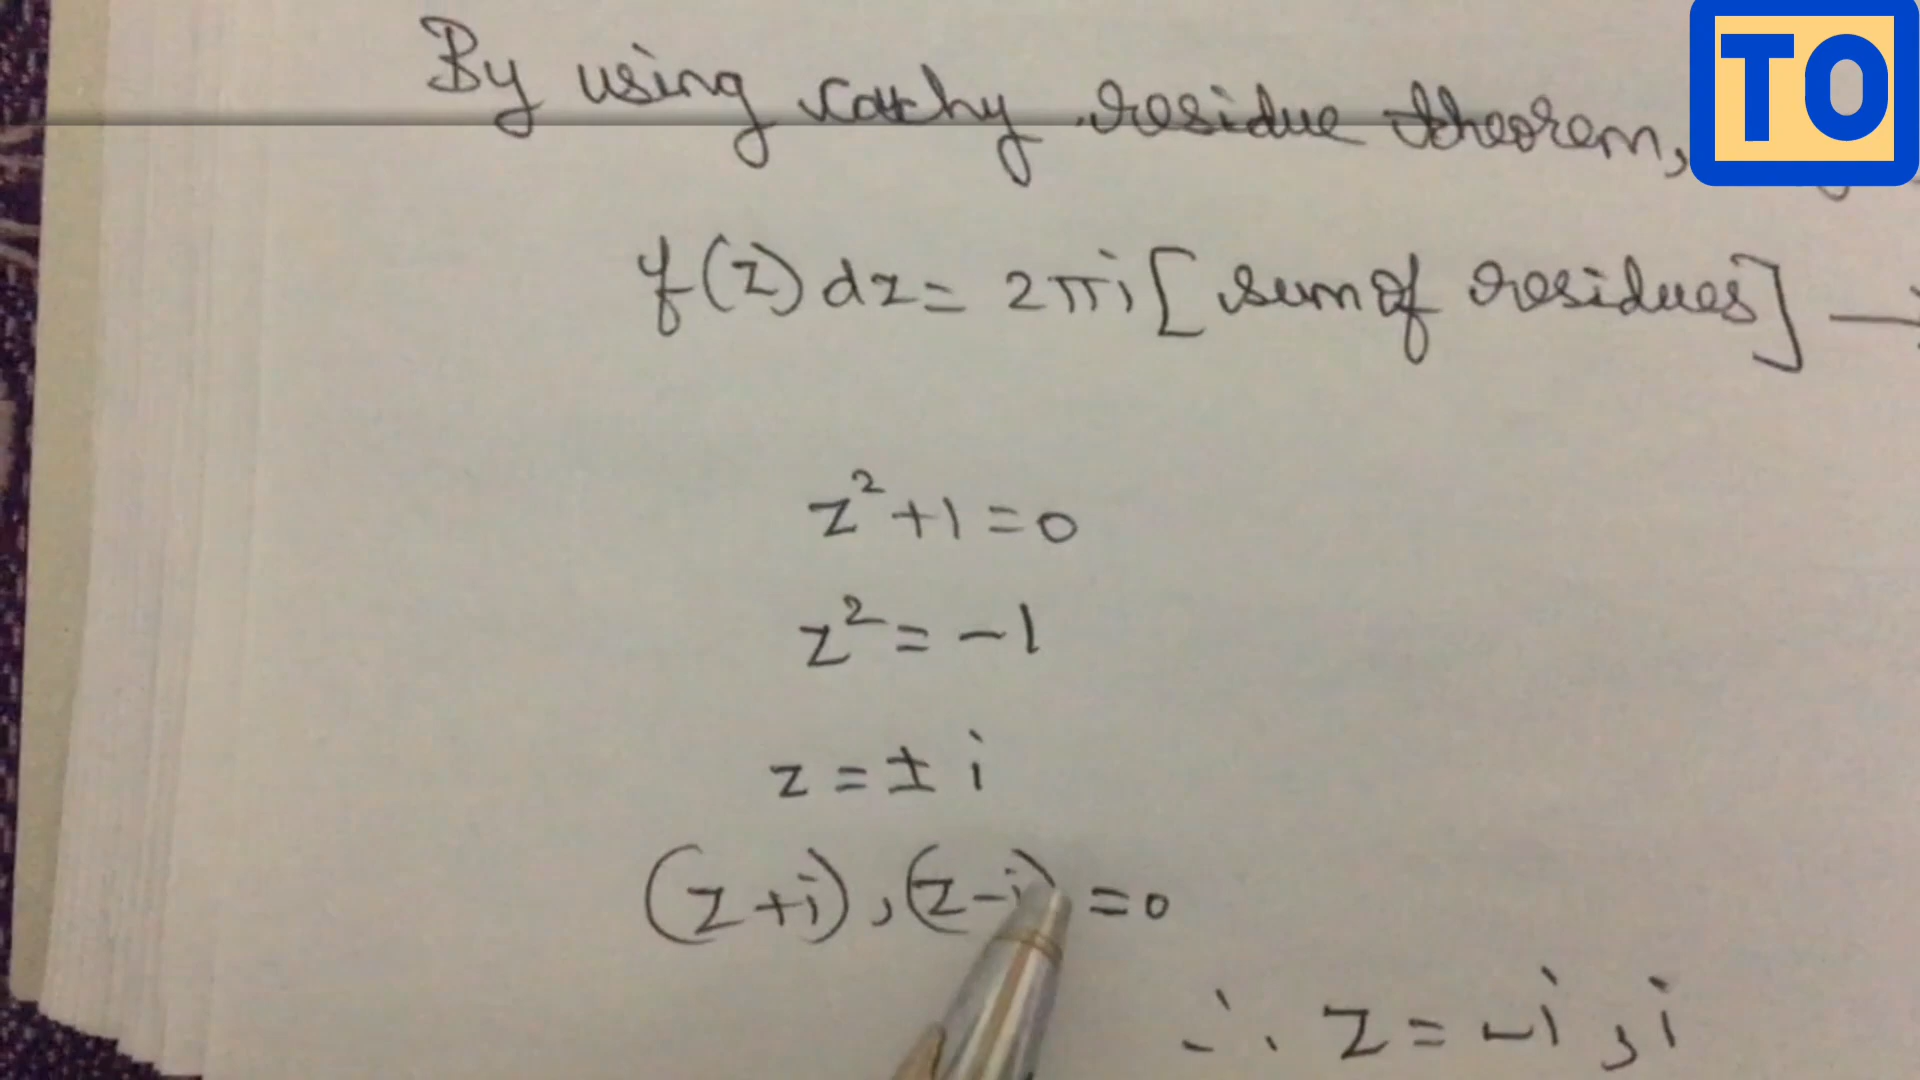 By using cauchy residue theorem,
TO
f(z) dz = 2πi [sum of residues] →
z²+1=0
z² = -1
z = ± i
(z+i), (z-i) = 0
∴ z = -i, i